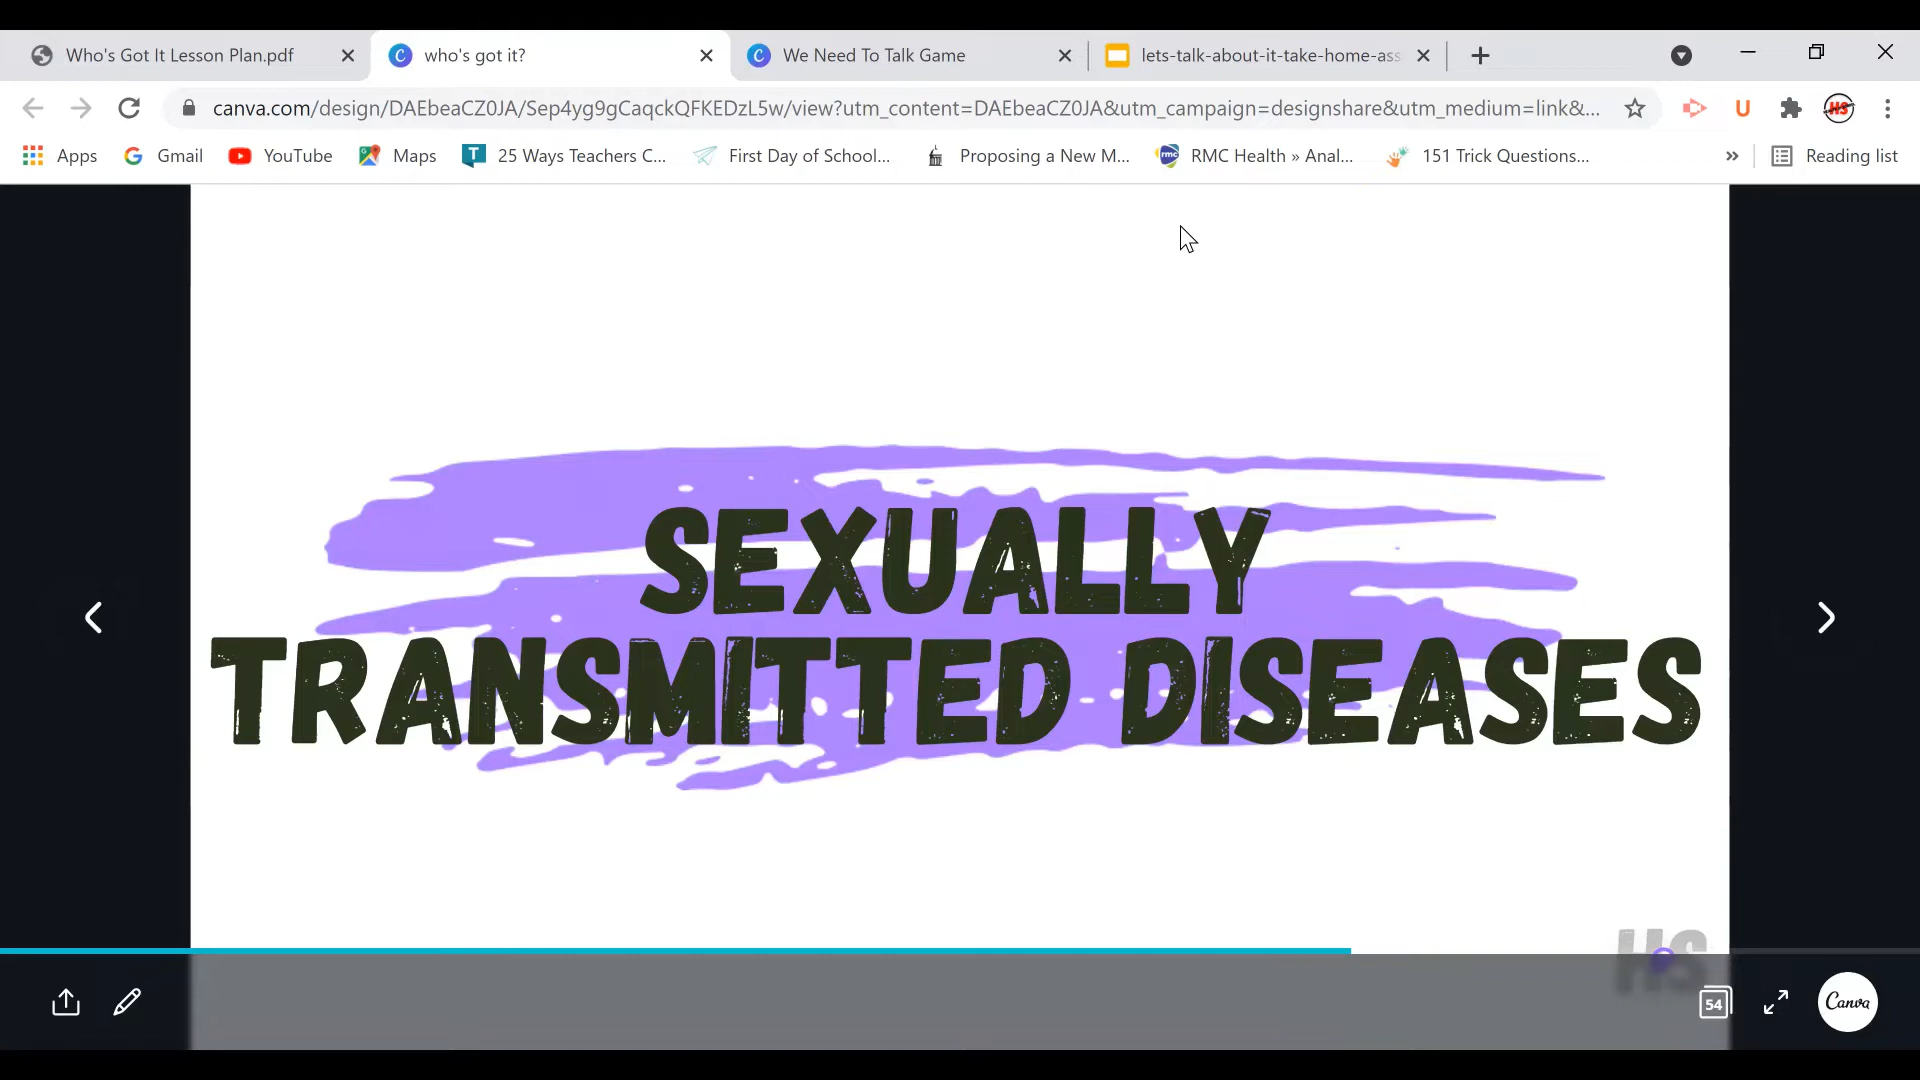 Who's Got It Lesson Plan.pdf
who's got it?
We Need To Talk Game
lets-talk-about-it-take-home-ass
canva.com/design/DAEbeaCZ0JA/Sep4yg9gCaqckQFKEDzL5w/view?utm_content=DAEbeaCZ0JA&utm_campaign=designshare&utm_medium=link&...
U
HS
Apps
Gmail
YouTube
Maps
T
25 Ways Teachers C...
First Day of School...
Proposing a New M...
rmc
RMC Health » Anal...
151 Trick Questions...
»
Reading list
SEXUALLY
TRANSMITTED DISEASES
HS
54
Canva